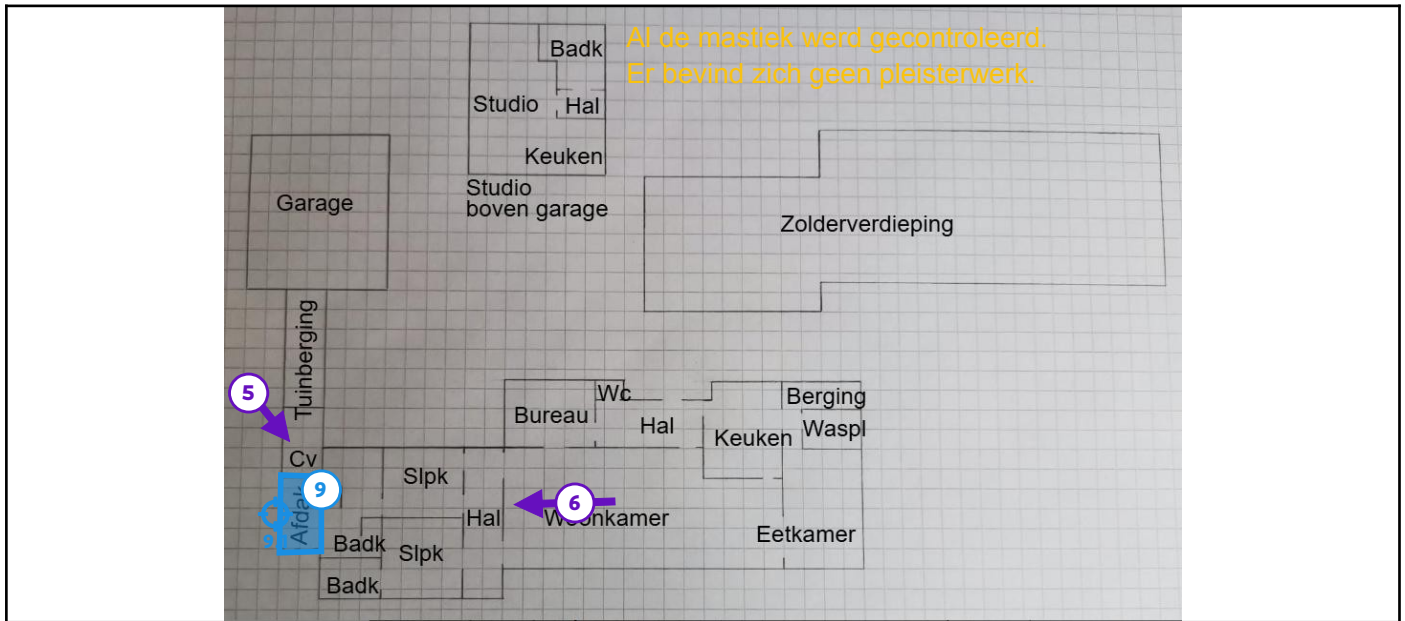 Al de mastiek werd gecontroleerd.
Er bevind zich geen pleisterwerk.
Badk
Studio
Hal
Keuken
Studio
boven garage
Garage
Zolderverdieping
Tuinberging
5
Wc
Bureau
Hal
Berging
Keuken
Waspl
Cv
Slpk
9
6
Afdak
9
Hal
Woonkamer
Eetkamer
Badk
Slpk
Badk